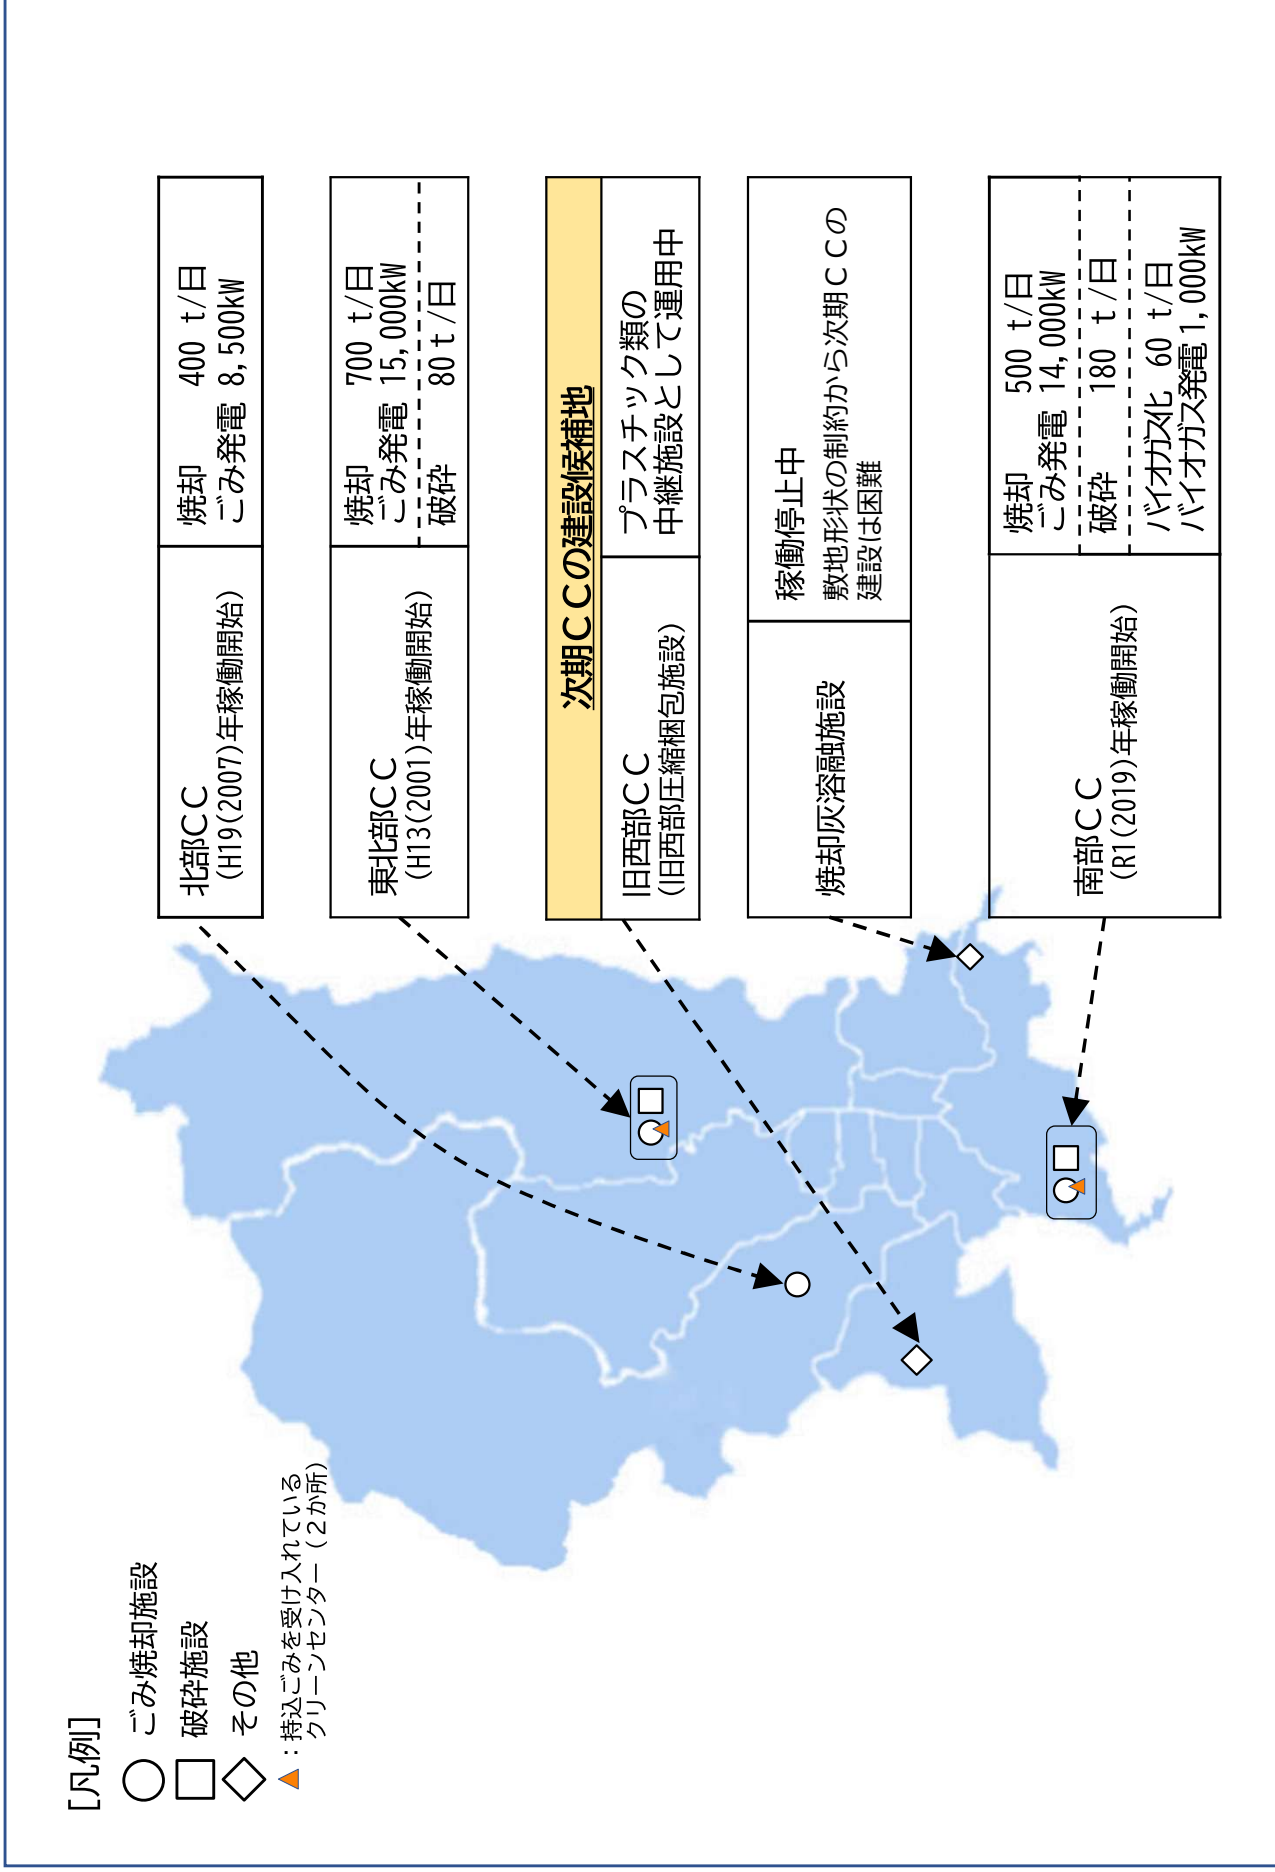 [凡例]
ごみ焼却施設
破砕施設
その他
：持込ごみを受け入れている
クリーンセンター（２か所）
北部ＣＣ
(H19(2007)年稼働開始)
焼却　400 t/日
ごみ発電 8,500kW
東北部ＣＣ
(H13(2001)年稼働開始)
焼却　700 t/日
ごみ発電 15,000kW
破砕　80 t/日
次期ＣＣの建設候補地
旧西部ＣＣ
(旧西部圧縮梱包施設)
プラスチック類の
中継施設として運用中
焼却灰溶融施設
稼働停止中
敷地形状の制約から次期ＣＣの
建設は困難
南部ＣＣ
(R1(2019)年稼働開始)
焼却　500 t/日
ごみ発電 14,000kW
破砕　180 t/日
バイオガス化 60 t/日
バイオガス発電 1,000kW